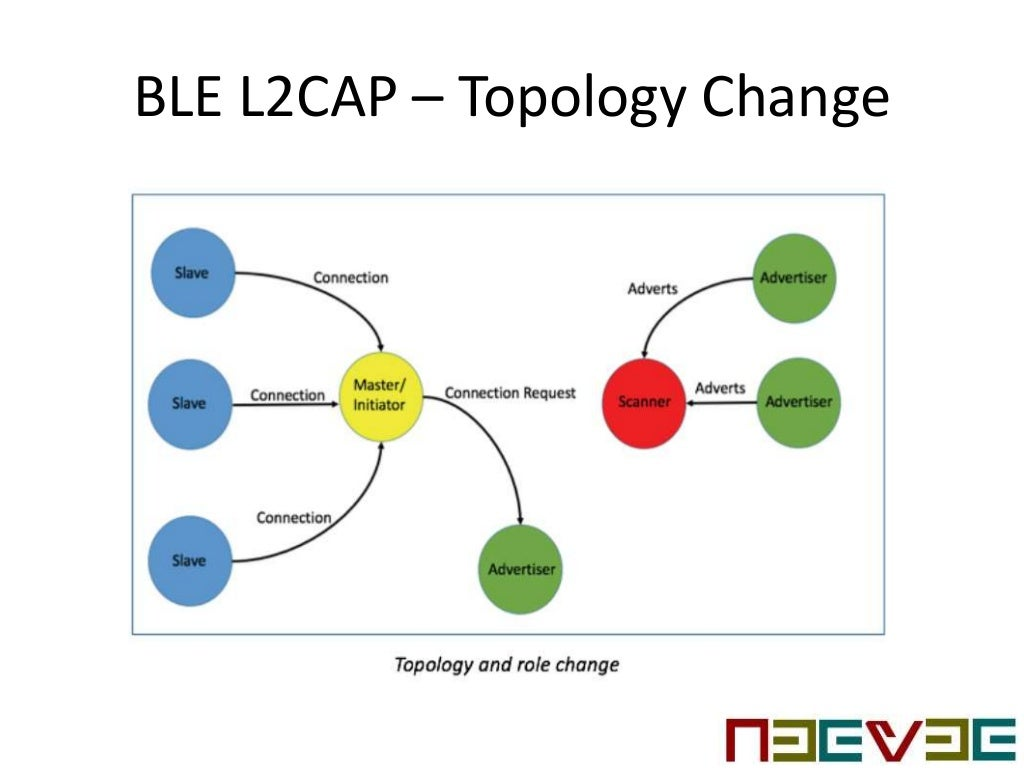 BLE L2CAP – Topology Change
Slave
Connection
Adverts
Advertiser
Slave
Connection
Master/
Initiator
Connection Request
Scanner
Adverts
Advertiser
Connection
Slave
Advertiser
Topology and role change